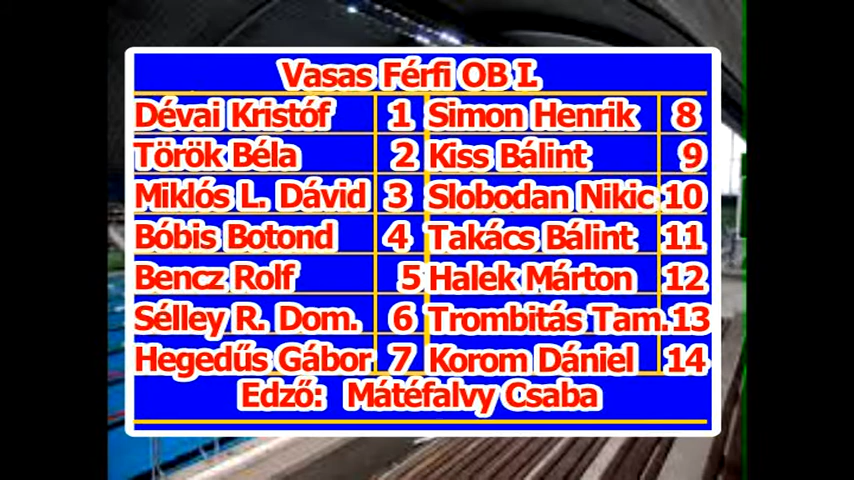 Vasas Férfi OB I.
Dévai Kristóf 1 Simon Henrik 8
Török Béla 2 Kiss Bálint 9
Miklós L. Dávid 3 Slobodan Nikic 10
Bóbis Botond 4 Takács Bálint 11
Bencz Rolf 5 Halek Márton 12
Sélley R. Dom. 6 Trombitás Tam. 13
Hegedűs Gábor 7 Korom Dániel 14
Edző: Mátéfalvy Csaba